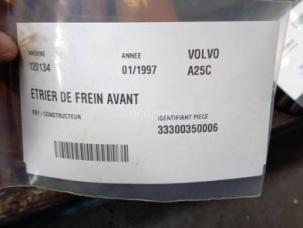 MACHINE ANNEE VOLVO
120134 01/1997 A25C
ETRIER DE FREIN AVANT
REF / CONSTRUCTEUR IDENTIFIANT PIECE
33300350006